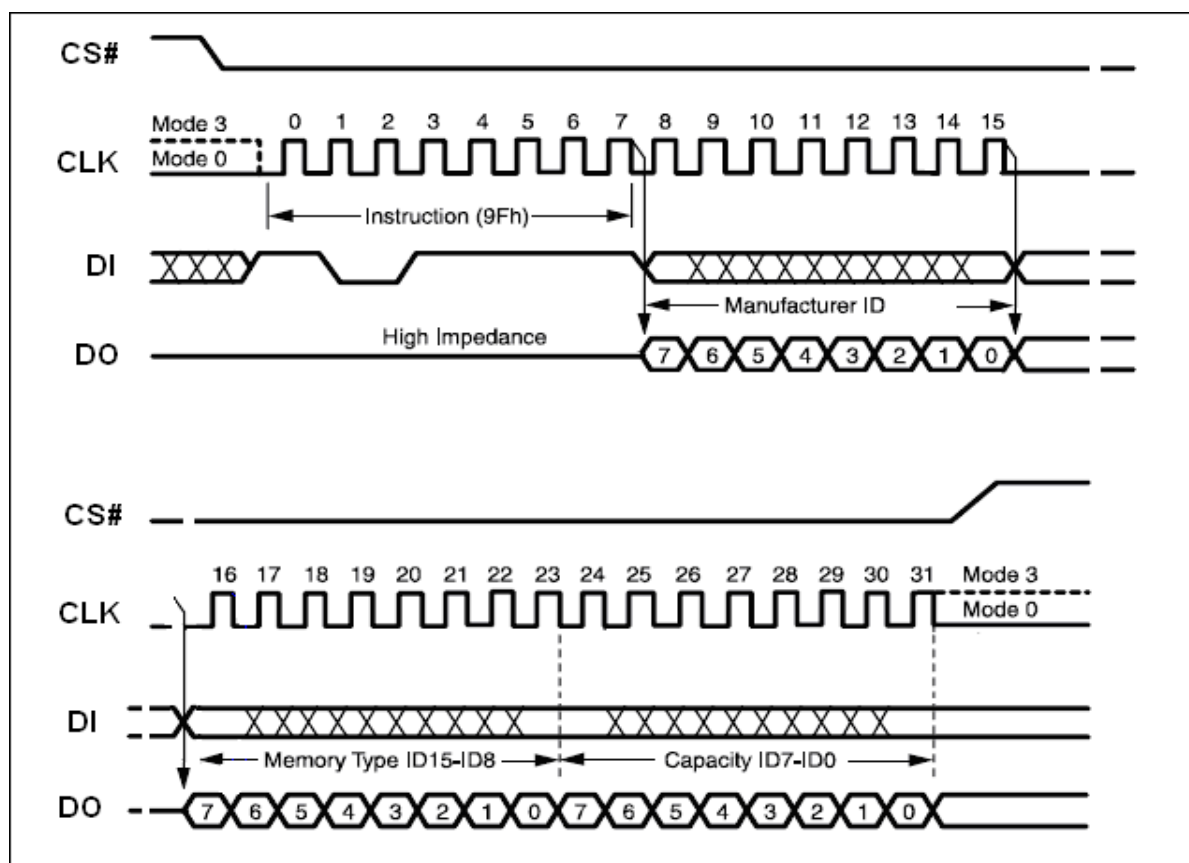 CS#
Mode 3
0 1 2 3 4 5 6 7 8 9 10 11 12 13 14 15
CLK
Mode 0
Instruction (9Fh)
DI
Manufacturer ID
High Impedance
DO
7 6 5 4 3 2 1 0
CS#
16 17 18 19 20 21 22 23 24 25 26 27 28 29 30 31
Mode 3
CLK
Mode 0
DI
Memory Type ID15-ID8
Capacity ID7-ID0
DO
7 6 5 4 3 2 1 0 7 6 5 4 3 2 1 0